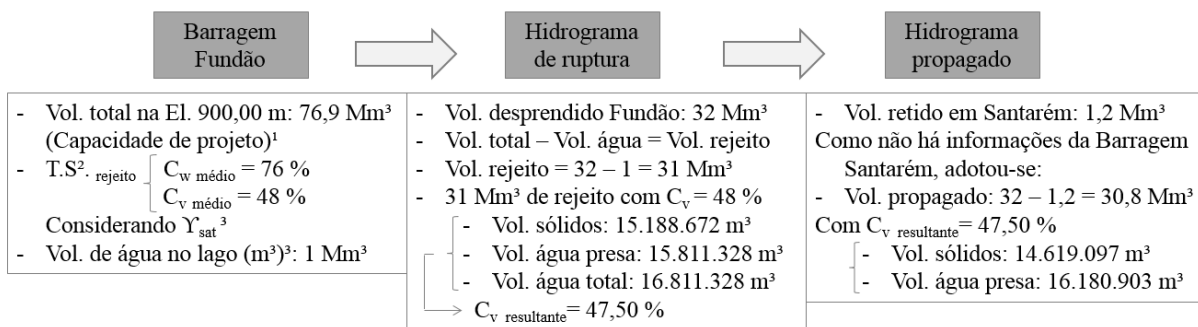 Barragem
Fundão
Hidrograma
de ruptura
Hidrograma
propagado
- Vol. total na El. 900,00 m: 76,9 Mm³
(Capacidade de projeto)¹
- T.S². rejeito C_w médio = 76 %
C_v médio = 48 %
Considerando ϒ_sat ³
- Vol. de água no lago (m³)³: 1 Mm³
- Vol. desprendido Fundão: 32 Mm³
- Vol. total – Vol. água = Vol. rejeito
- Vol. rejeito = 32 – 1 = 31 Mm³
- 31 Mm³ de rejeito com C_v = 48 %
- Vol. sólidos: 15.188.672 m³
- Vol. água presa: 15.811.328 m³
- Vol. água total: 16.811.328 m³
C_v resultante = 47,50 %
- Vol. retido em Santarém: 1,2 Mm³
Como não há informações da Barragem
Santarém, adotou-se:
- Vol. propagado: 32 – 1,2 = 30,8 Mm³
Com C_v resultante = 47,50 %
- Vol. sólidos: 14.619.097 m³
- Vol. água presa: 16.180.903 m³